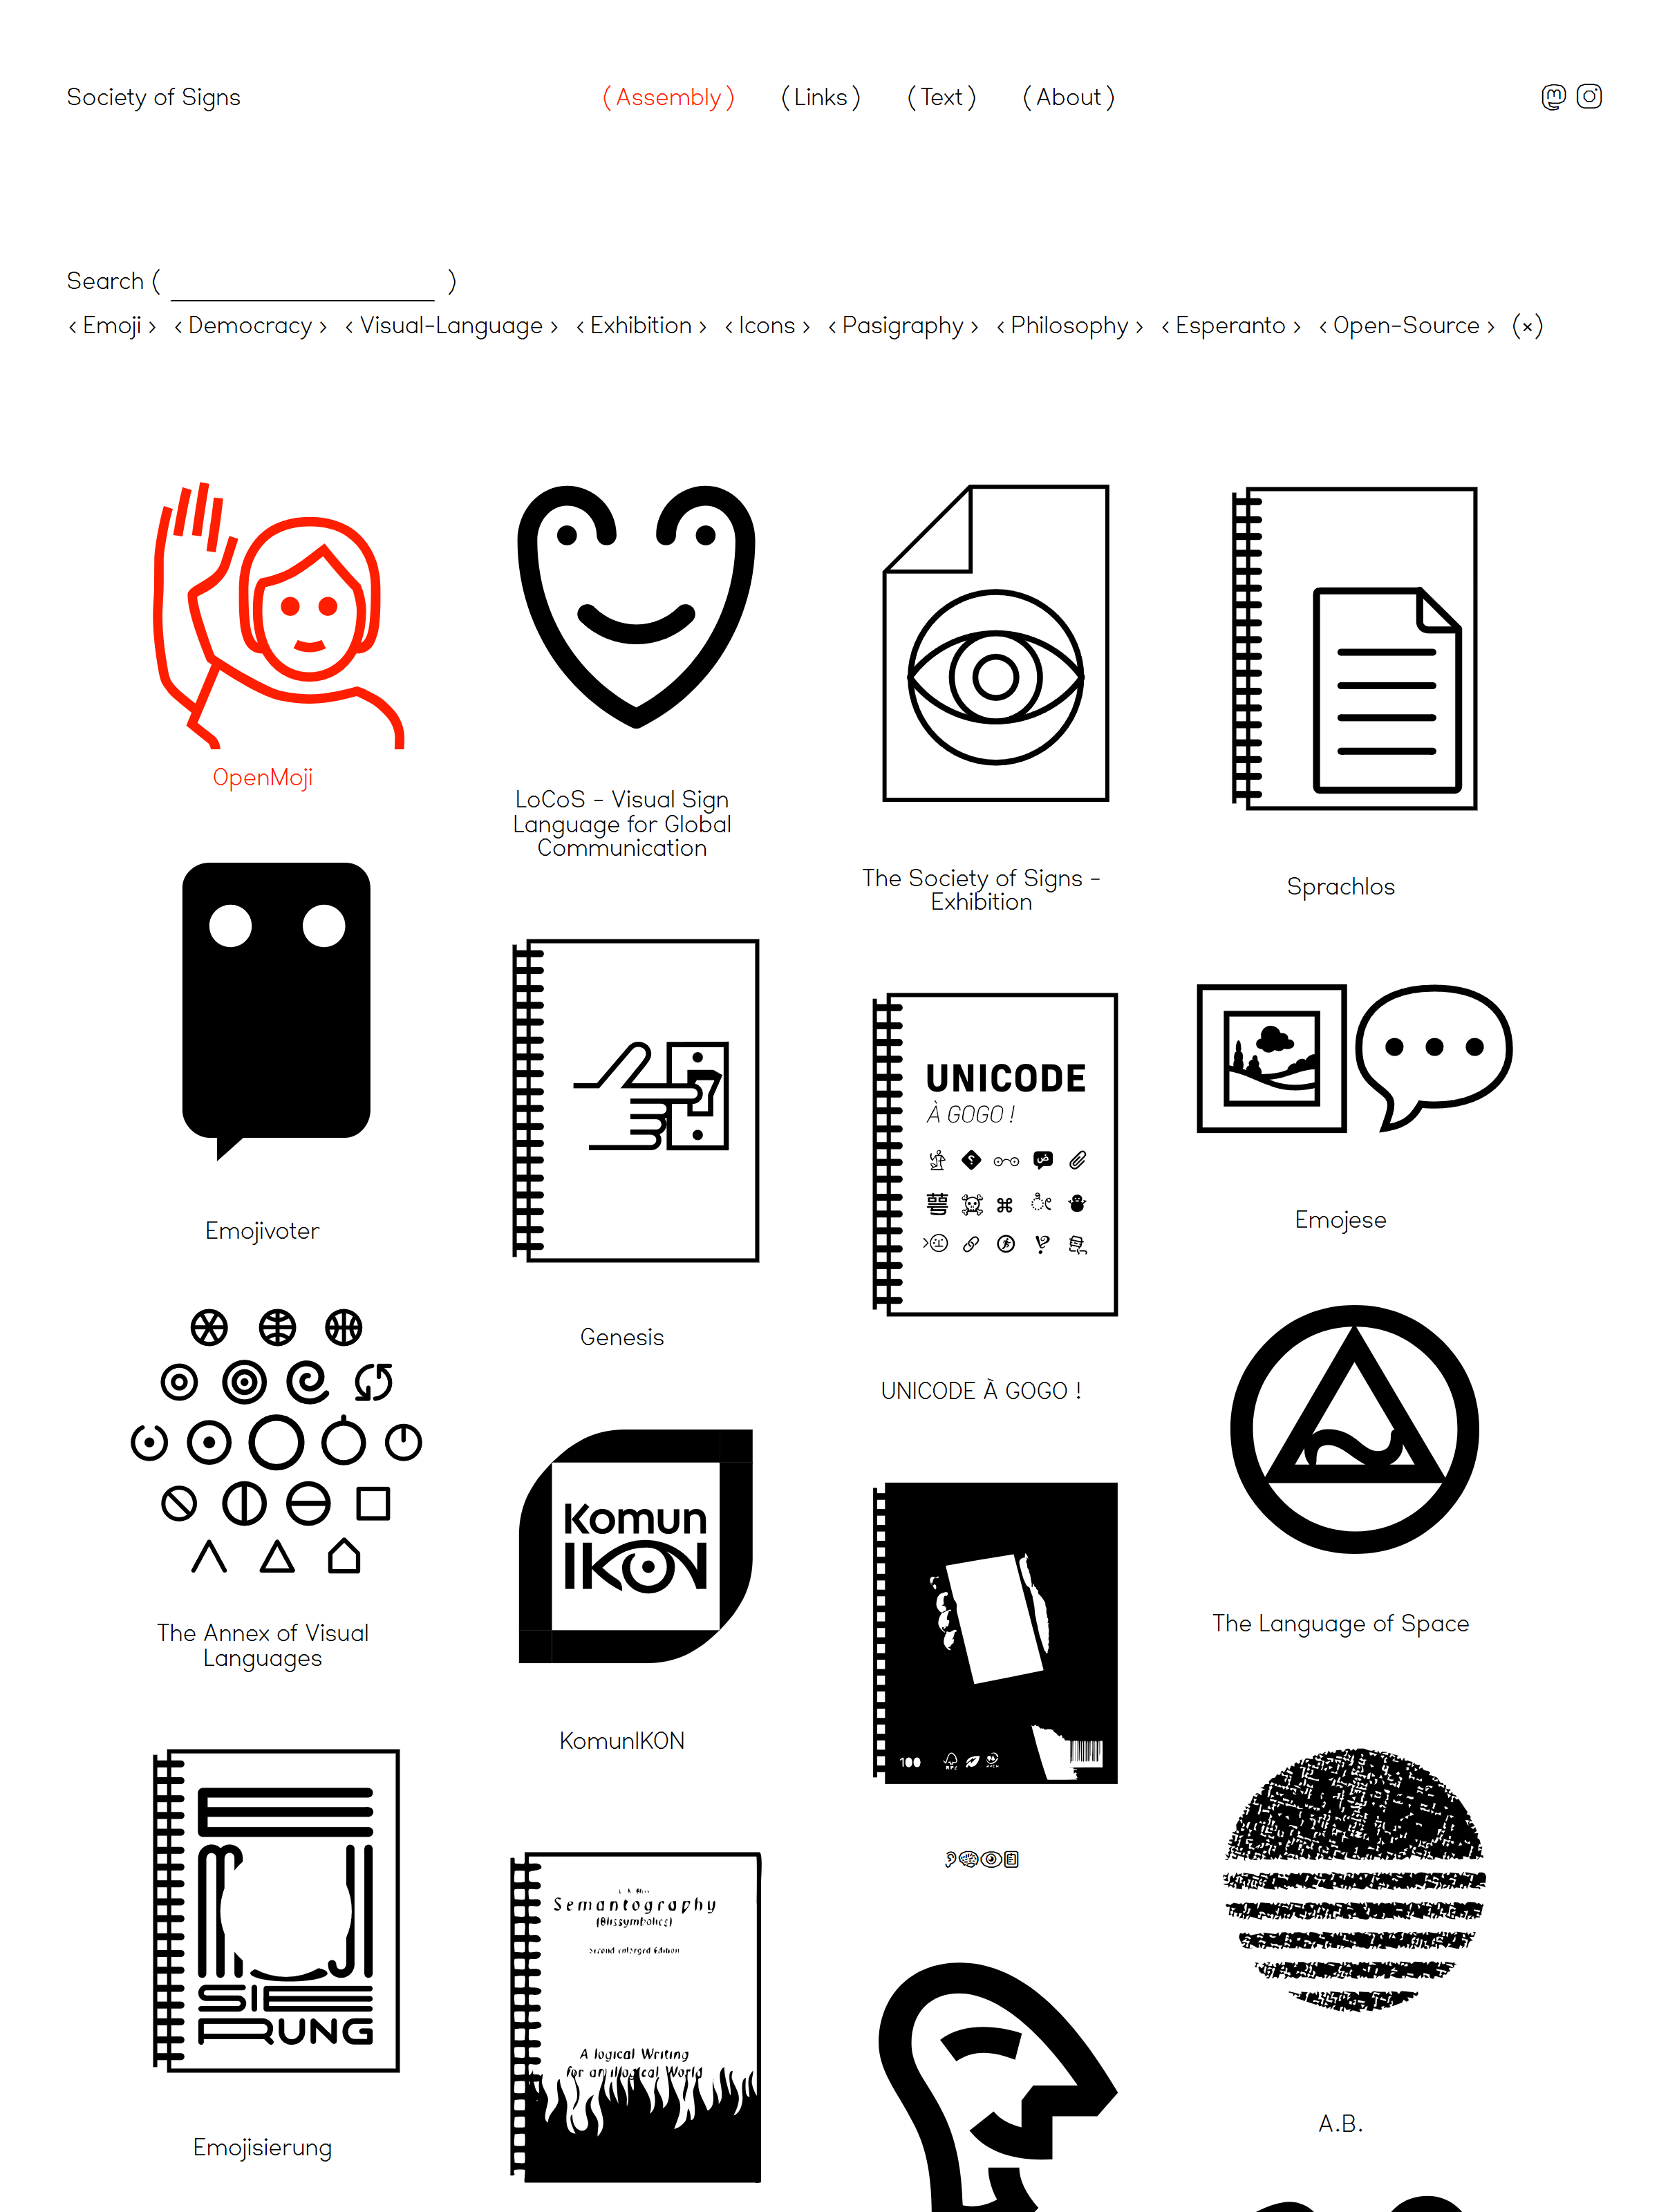 Society of Signs
(Assembly) (Links) (Text) (About)
Search ( )
‹ Emoji › ‹ Democracy › ‹ Visual-Language › ‹ Exhibition › ‹ Icons › ‹ Pasigraphy › ‹ Philosophy › ‹ Esperanto › ‹ Open-Source › (×)
OpenMoji
LoCoS - Visual Sign
Language for Global
Communication
The Society of Signs -
Exhibition
Sprachlos
Emojivoter
Genesis
UNICODE
À GOGO !
UNICODE À GOGO !
Emojese
The Annex of Visual
Languages
Komun
IKON
KomunIKON
100
The Language of Space
E
MOJI
SIE
RUNG
Emojisierung
Semantography
(Blissymbolics)
Second enlarged Edition
A logical Writing
for an illogical World
A.B.